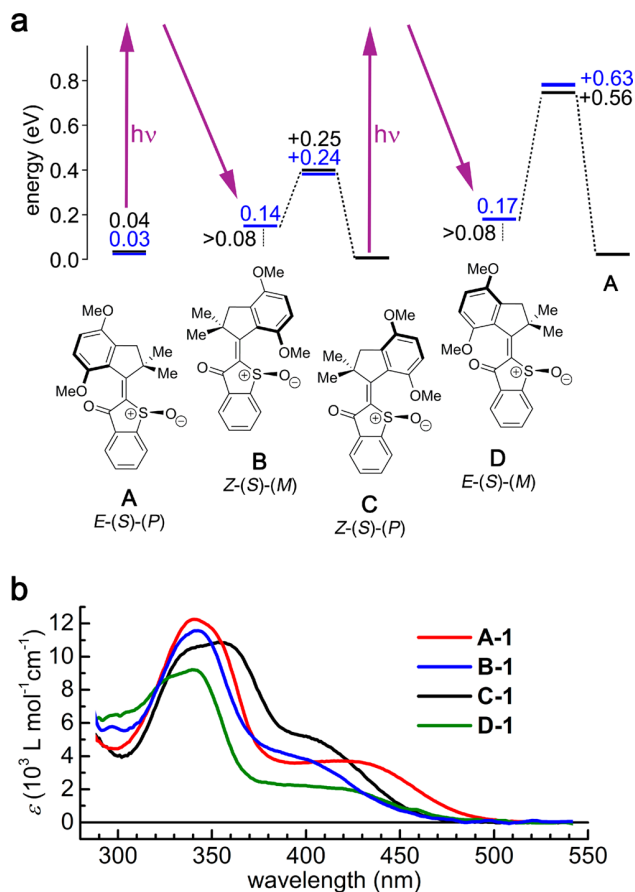 a
energy (eV)
0.8
0.6
0.4
0.2
0.0
hν
0.04
0.03
0.14
>0.08
+0.25
+0.24
hν
0.17
>0.08
+0.63
+0.56
A
MeO
MeO
Me
Me
O
S
+
O
−
A
E-(S)-(P)
OMe
Me
Me
OMe
O
S
+
O
−
B
Z-(S)-(M)
OMe
Me
Me
OMe
O
S
+
O
−
C
Z-(S)-(P)
MeO
MeO
Me
Me
O
S
+
O
−
D
E-(S)-(M)
b
ε (10³ L mol⁻¹cm⁻¹)
12
10
8
6
4
2
0
A-1
B-1
C-1
D-1
300 350 400 450 500 550
wavelength (nm)